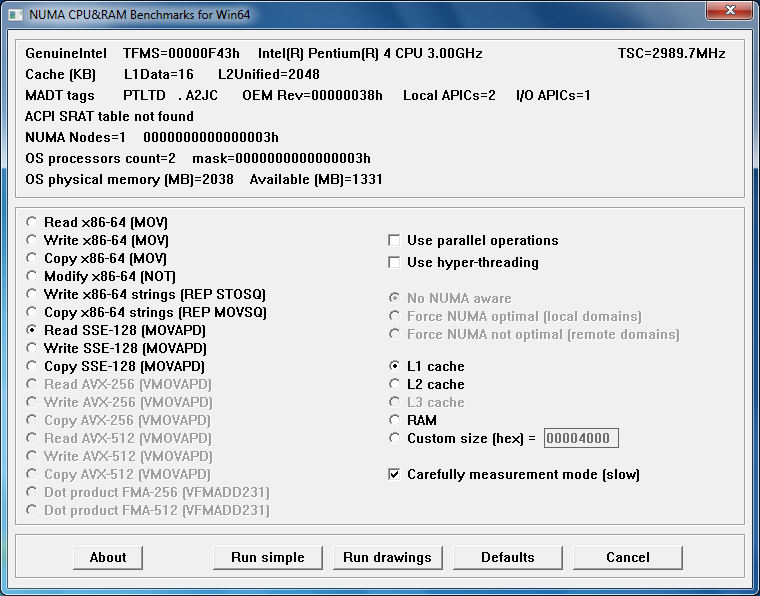 NUMA CPU&RAM Benchmarks for Win64
GenuineIntel TFMS=00000F43h Intel(R) Pentium(R) 4 CPU 3.00GHz TSC=2989.7MHz
Cache (KB) L1Data=16 L2Unified=2048
MADT tags PTLTD . A2JC OEM Rev=00000038h Local APICs=2 I/O APICs=1
ACPI SRAT table not found
NUMA Nodes=1 0000000000000003h
OS processors count=2 mask=0000000000000003h
OS physical memory (MB)=2038 Available (MB)=1331
Read x86-64 (MOV)
Write x86-64 (MOV)
Copy x86-64 (MOV)
Modify x86-64 (NOT)
Write x86-64 strings (REP STOSQ)
Copy x86-64 strings (REP MOVSQ)
Read SSE-128 (MOVAPD)
Write SSE-128 (MOVAPD)
Copy SSE-128 (MOVAPD)
Read AVX-256 (VMOVAPD)
Write AVX-256 (VMOVAPD)
Copy AVX-256 (VMOVAPD)
Read AVX-512 (VMOVAPD)
Write AVX-512 (VMOVAPD)
Copy AVX-512 (VMOVAPD)
Dot product FMA-256 (VFMADD231)
Dot product FMA-512 (VFMADD231)
Use parallel operations
Use hyper-threading
No NUMA aware
Force NUMA optimal (local domains)
Force NUMA not optimal (remote domains)
L1 cache
L2 cache
L3 cache
RAM
Custom size (hex) = 00004000
Carefully measurement mode (slow)
About Run simple Run drawings Defaults Cancel